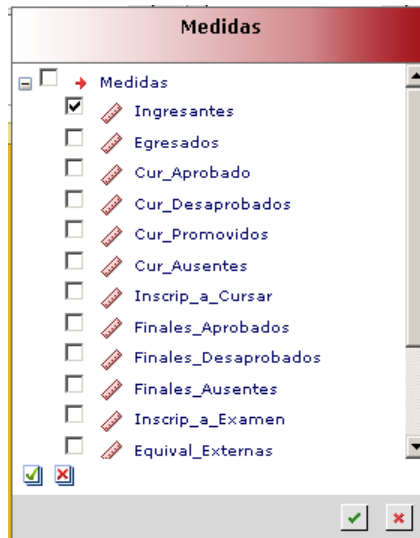 Medidas
Medidas
Ingresantes
Egresados
Cur_Aprobado
Cur_Desaprobados
Cur_Promovidos
Cur_Ausentes
Inscrip_a_Cursar
Finales_Aprobados
Finales_Desaprobados
Finales_Ausentes
Inscrip_a_Examen
Equival_Externas